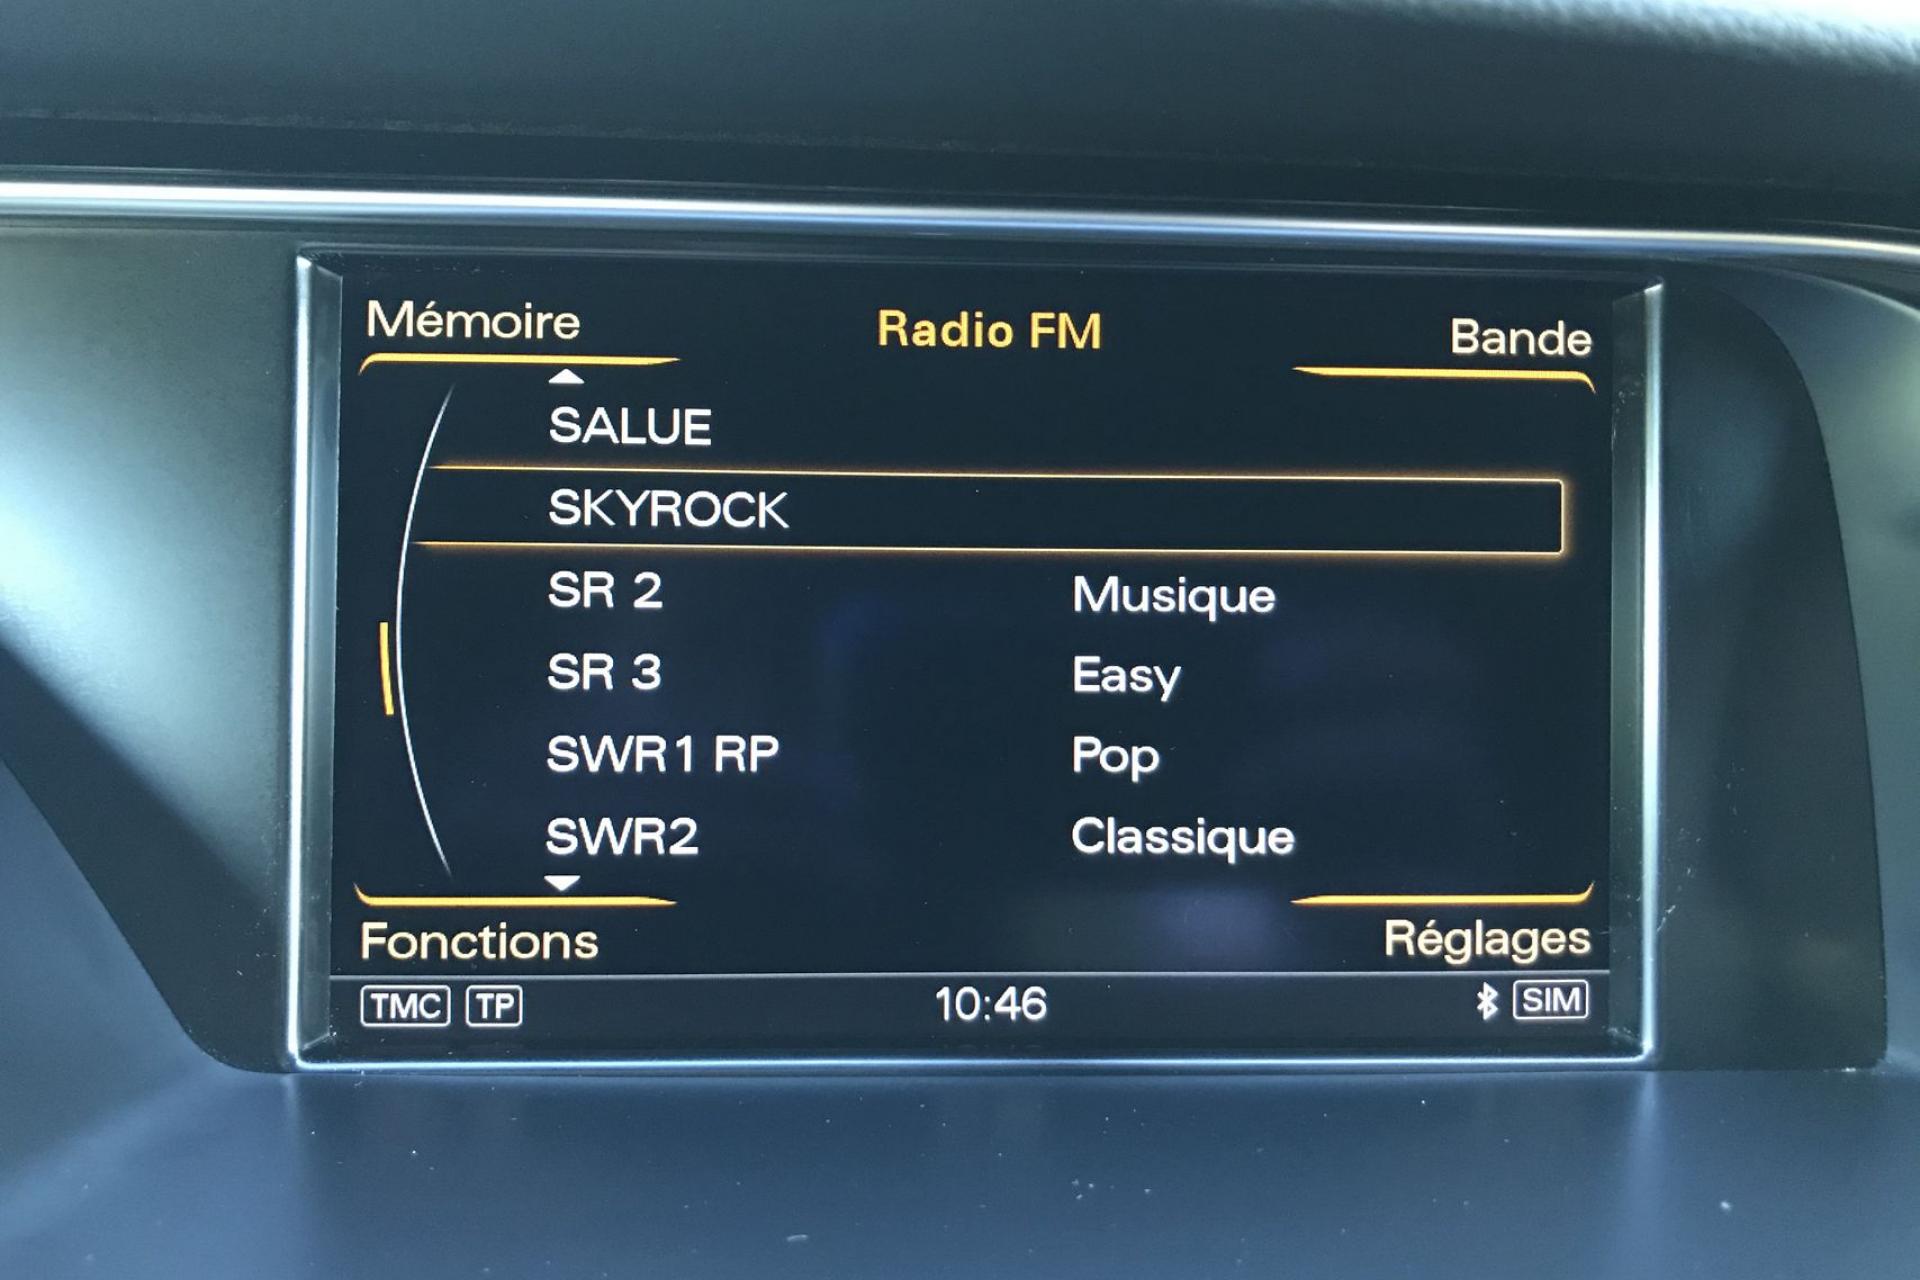 Mémoire Radio FM Bande
SALUE
SKYROCK
SR 2 Musique
SR 3 Easy
SWR1 RP Pop
SWR2 Classique
Fonctions Réglages
TMC TP 10:46 SIM